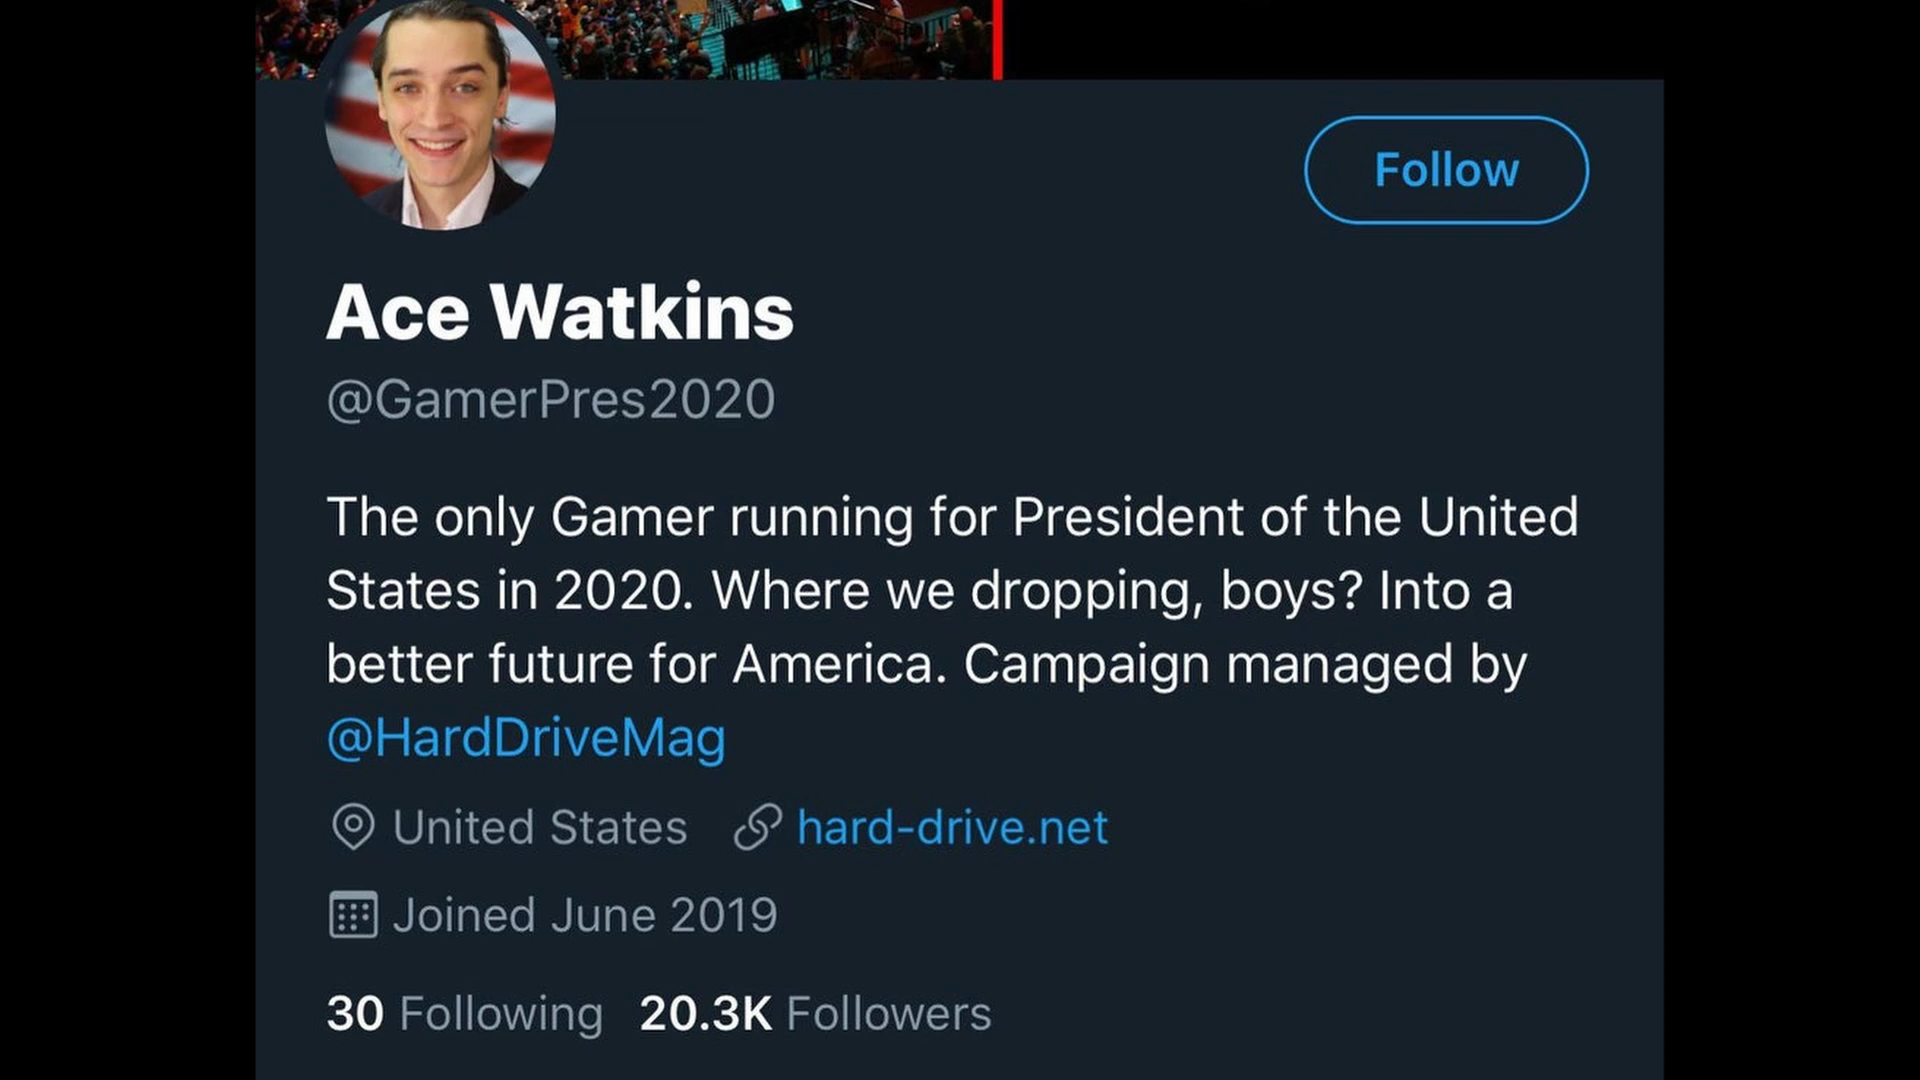 Follow
Ace Watkins
@GamerPres2020
The only Gamer running for President of the United
States in 2020. Where we dropping, boys? Into a
better future for America. Campaign managed by
@HardDriveMag
United States hard-drive.net
Joined June 2019
30 Following 20.3K Followers